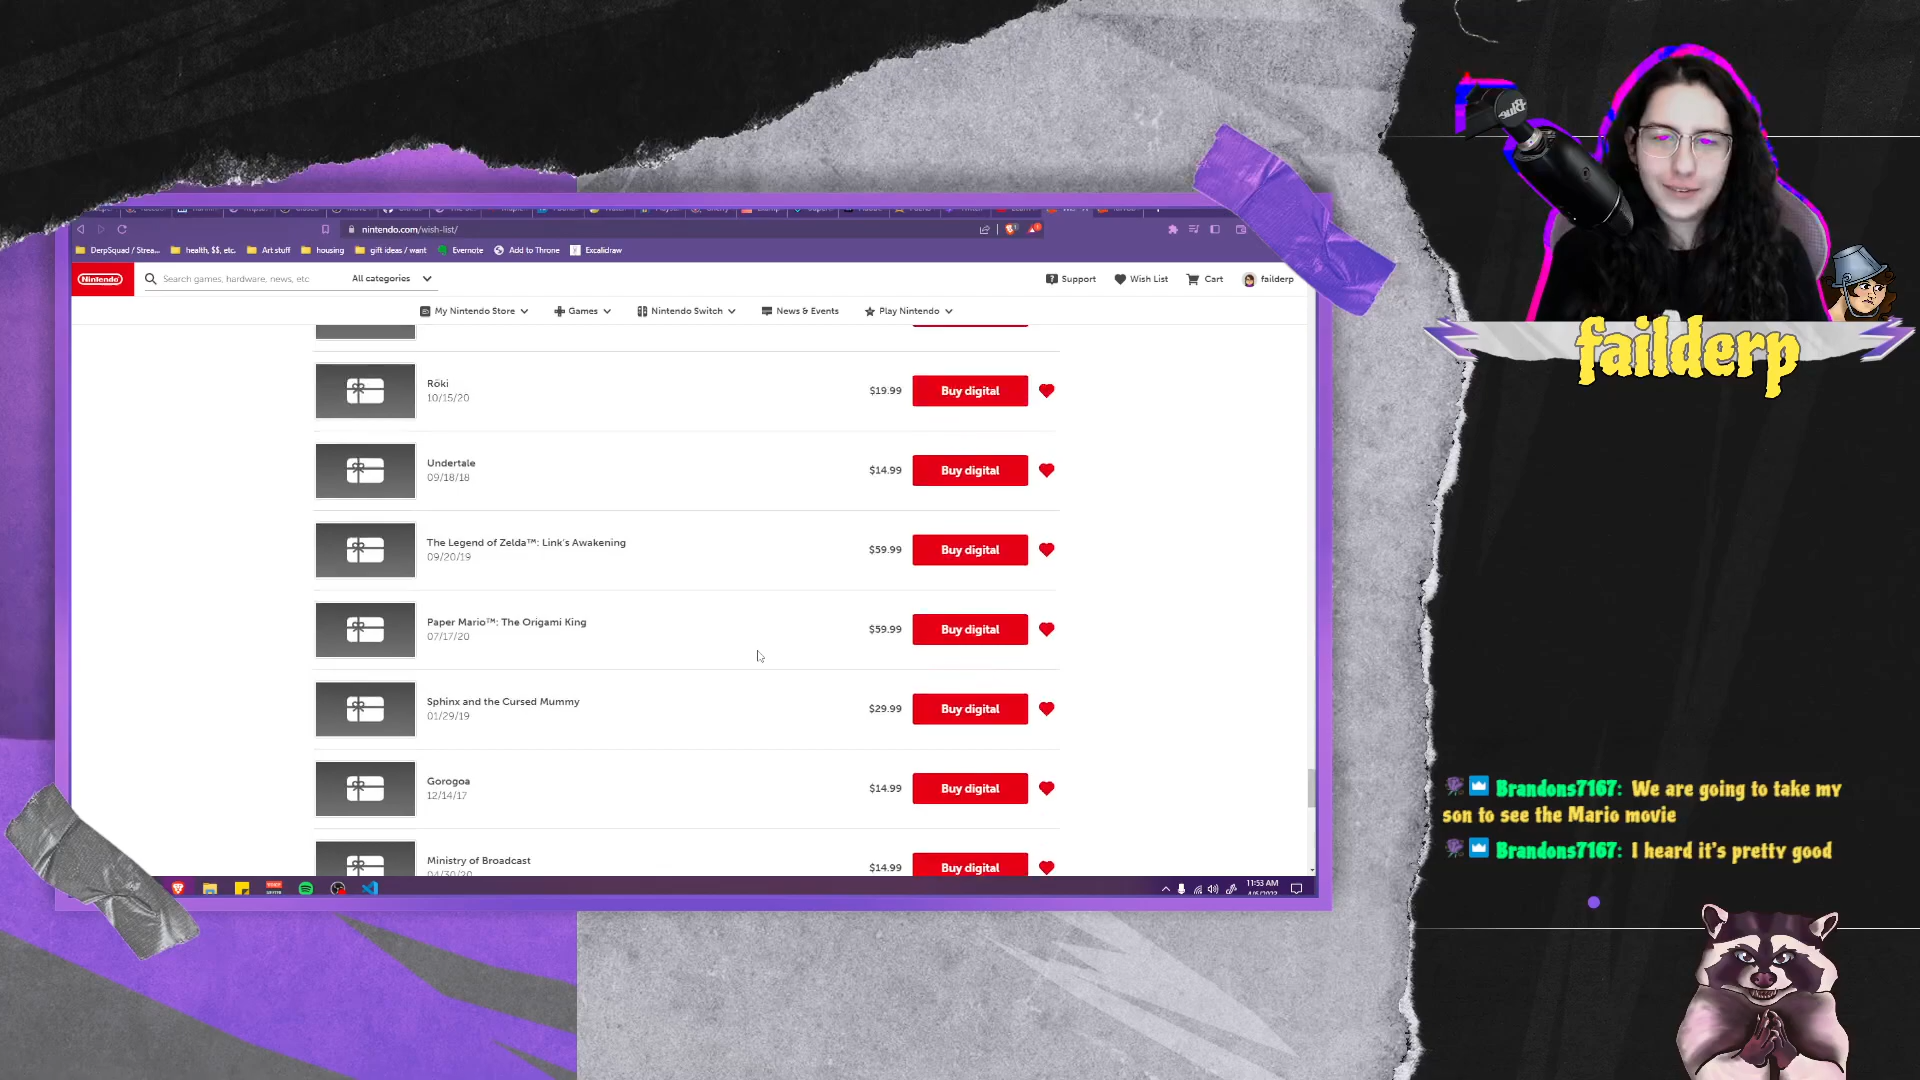 nintendo.com/wish-list/
DerpSquad / Strea... health, $$, etc. Art stuff housing gift ideas / want Evernote Add to Throne Excalidraw
Nintendo Search games, hardware, news, etc All categories Support Wish List Cart failderp
My Nintendo Store Games Nintendo Switch News & Events Play Nintendo
Röki
10/15/20
$19.99 Buy digital
Undertale
09/18/18
$14.99 Buy digital
The Legend of Zelda™: Link's Awakening
09/20/19
$59.99 Buy digital
Paper Mario™: The Origami King
07/17/20
$59.99 Buy digital
Sphinx and the Cursed Mummy
01/29/19
$29.99 Buy digital
Gorogoa
12/14/17
$14.99 Buy digital
Ministry of Broadcast
04/30/20
$14.99 Buy digital
11:53 AM
Blue
failderp
Brandons7167: We are going to take my
son to see the Mario movie
Brandons7167: I heard it's pretty good